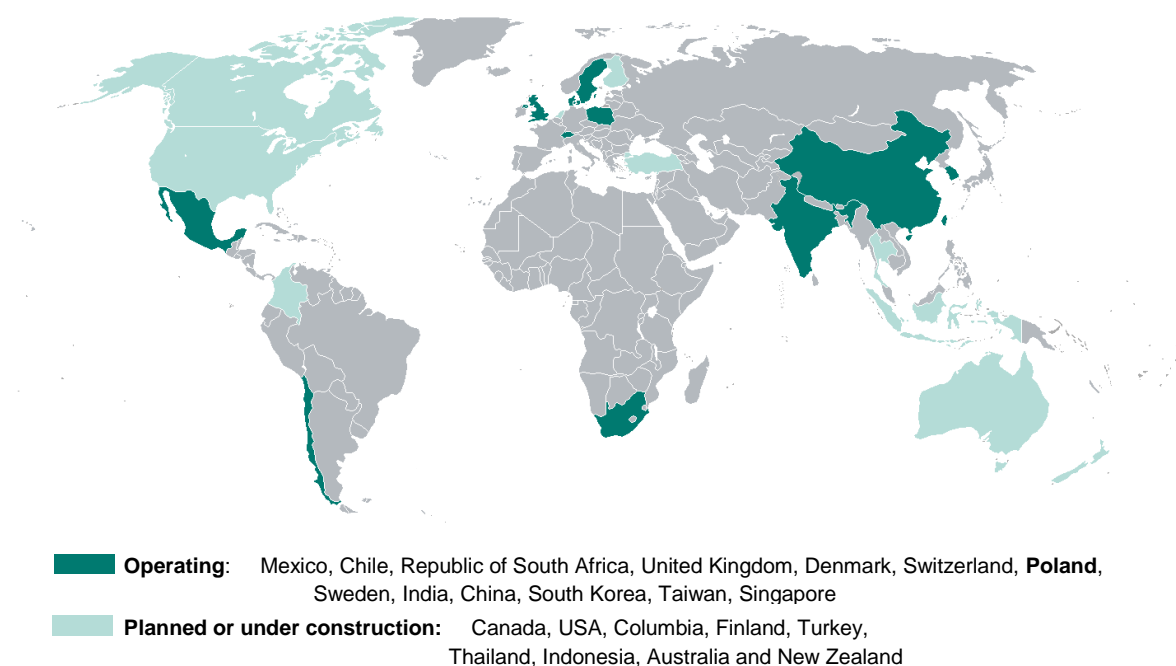 Operating: Mexico, Chile, Republic of South Africa, United Kingdom, Denmark, Switzerland, Poland,
Sweden, India, China, South Korea, Taiwan, Singapore
Planned or under construction: Canada, USA, Columbia, Finland, Turkey,
Thailand, Indonesia, Australia and New Zealand